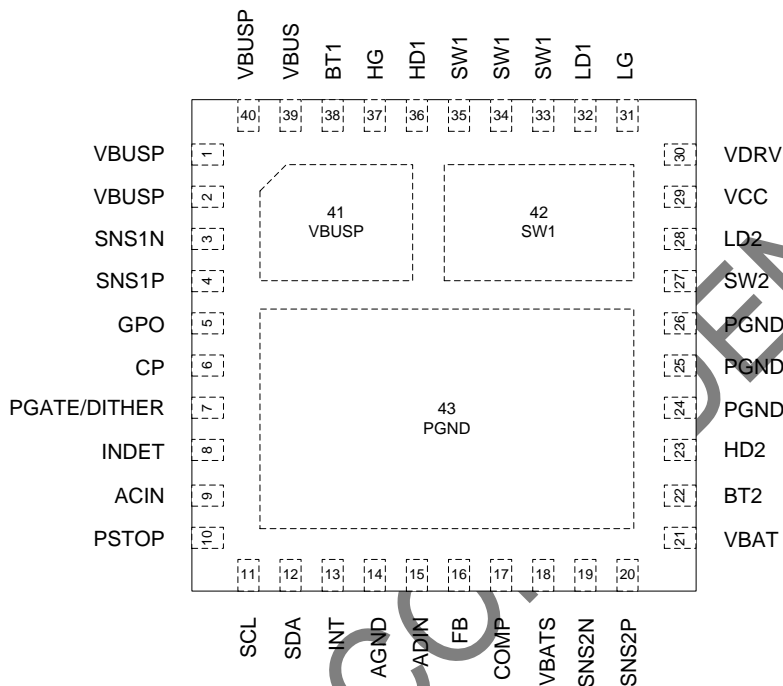 VBUSP
VBUS
BT1
HG
HD1
SW1
SW1
SW1
LD1
LG
40
39
38
37
36
35
34
33
32
31
VBUSP
1
VBUSP
2
SNS1N
3
SNS1P
4
GPO
5
CP
6
PGATE/DITHER
7
INDET
8
ACIN
9
PSTOP
10
41
VBUSP
42
SW1
43
PGND
30
VDRV
29
VCC
28
LD2
27
SW2
26
PGND
25
PGND
24
PGND
23
HD2
22
BT2
21
VBAT
11
12
13
14
15
16
17
18
19
20
SCL
SDA
INT
AGND
ADIN
FB
COMP
VBATS
SNS2N
SNS2P